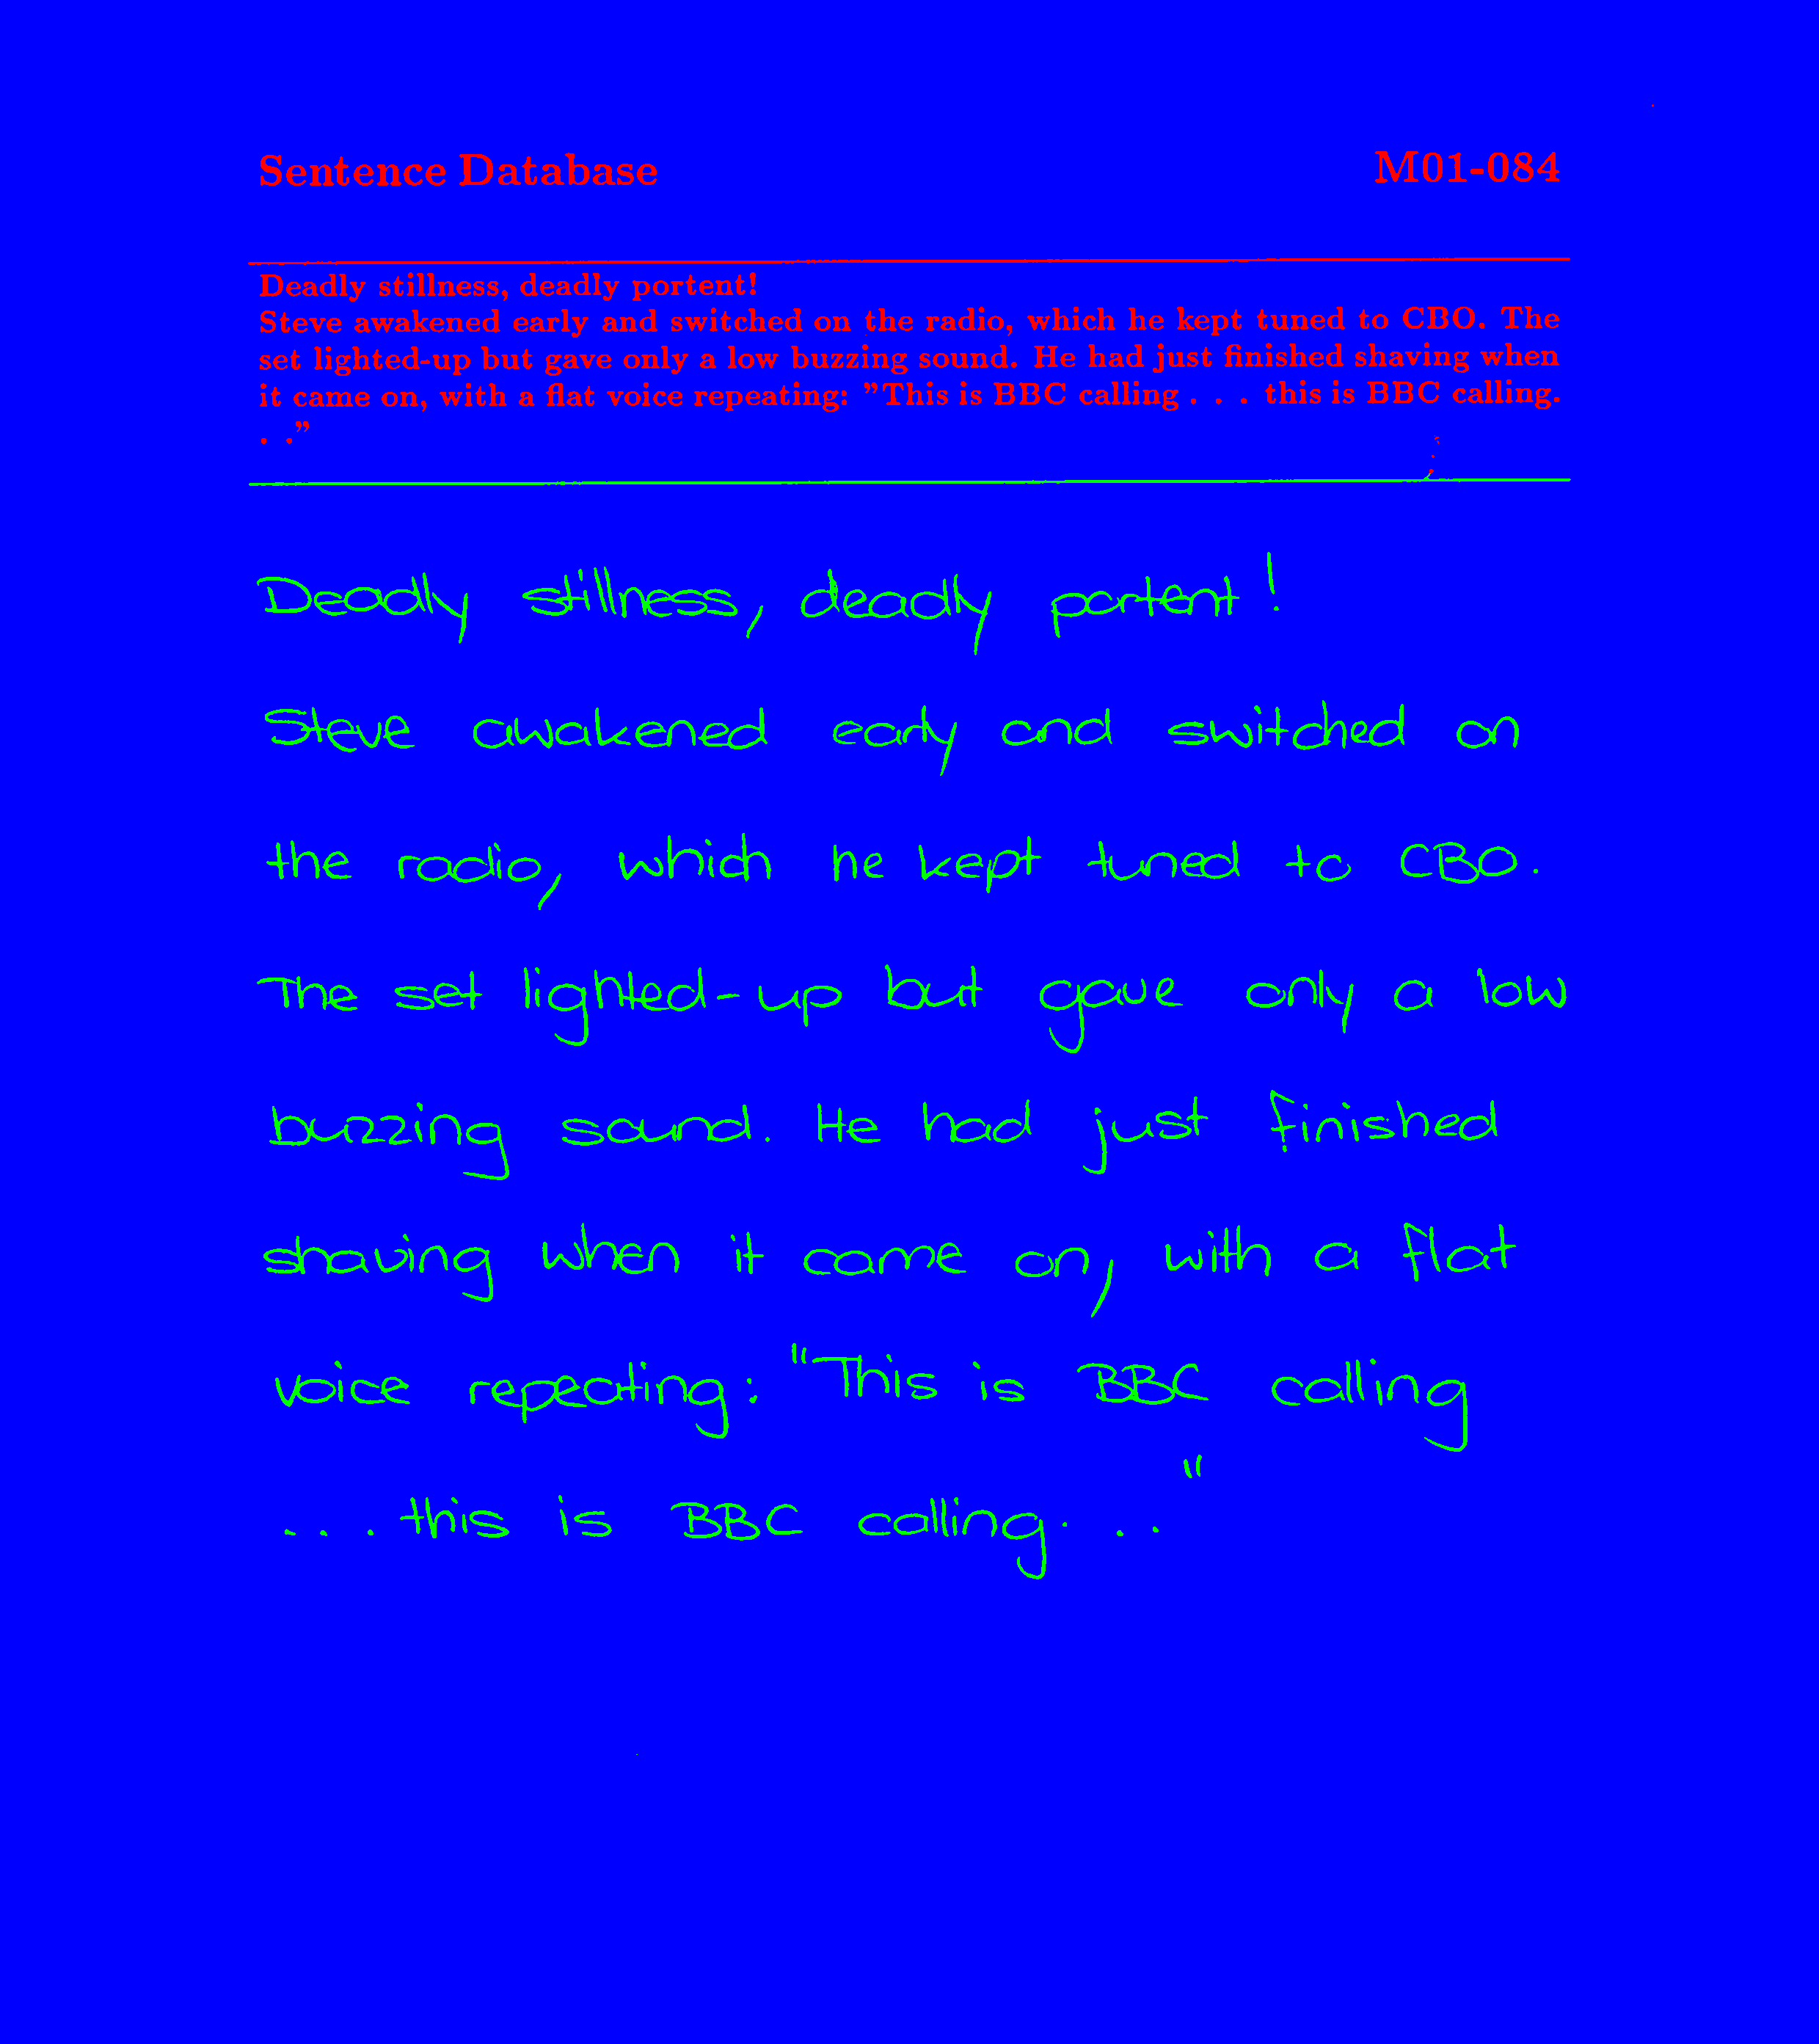 Sentence Database M01-084
Deadly stillness, deadly portent!
Steve awakened early and switched on the radio, which he kept tuned to CBO. The
set lighted-up but gave only a low buzzing sound. He had just finished shaving when
it came on, with a flat voice repeating: "This is BBC calling . . . this is BBC calling.
. ."
Deadly stillness, deadly portent!
Steve awakened early and switched on
the radio, which he kept tuned to CBO.
The set lighted-up but gave only a low
buzzing sound. He had just finished
shaving when it came on, with a flat
voice repeating: "This is BBC calling
... this is BBC calling. .."